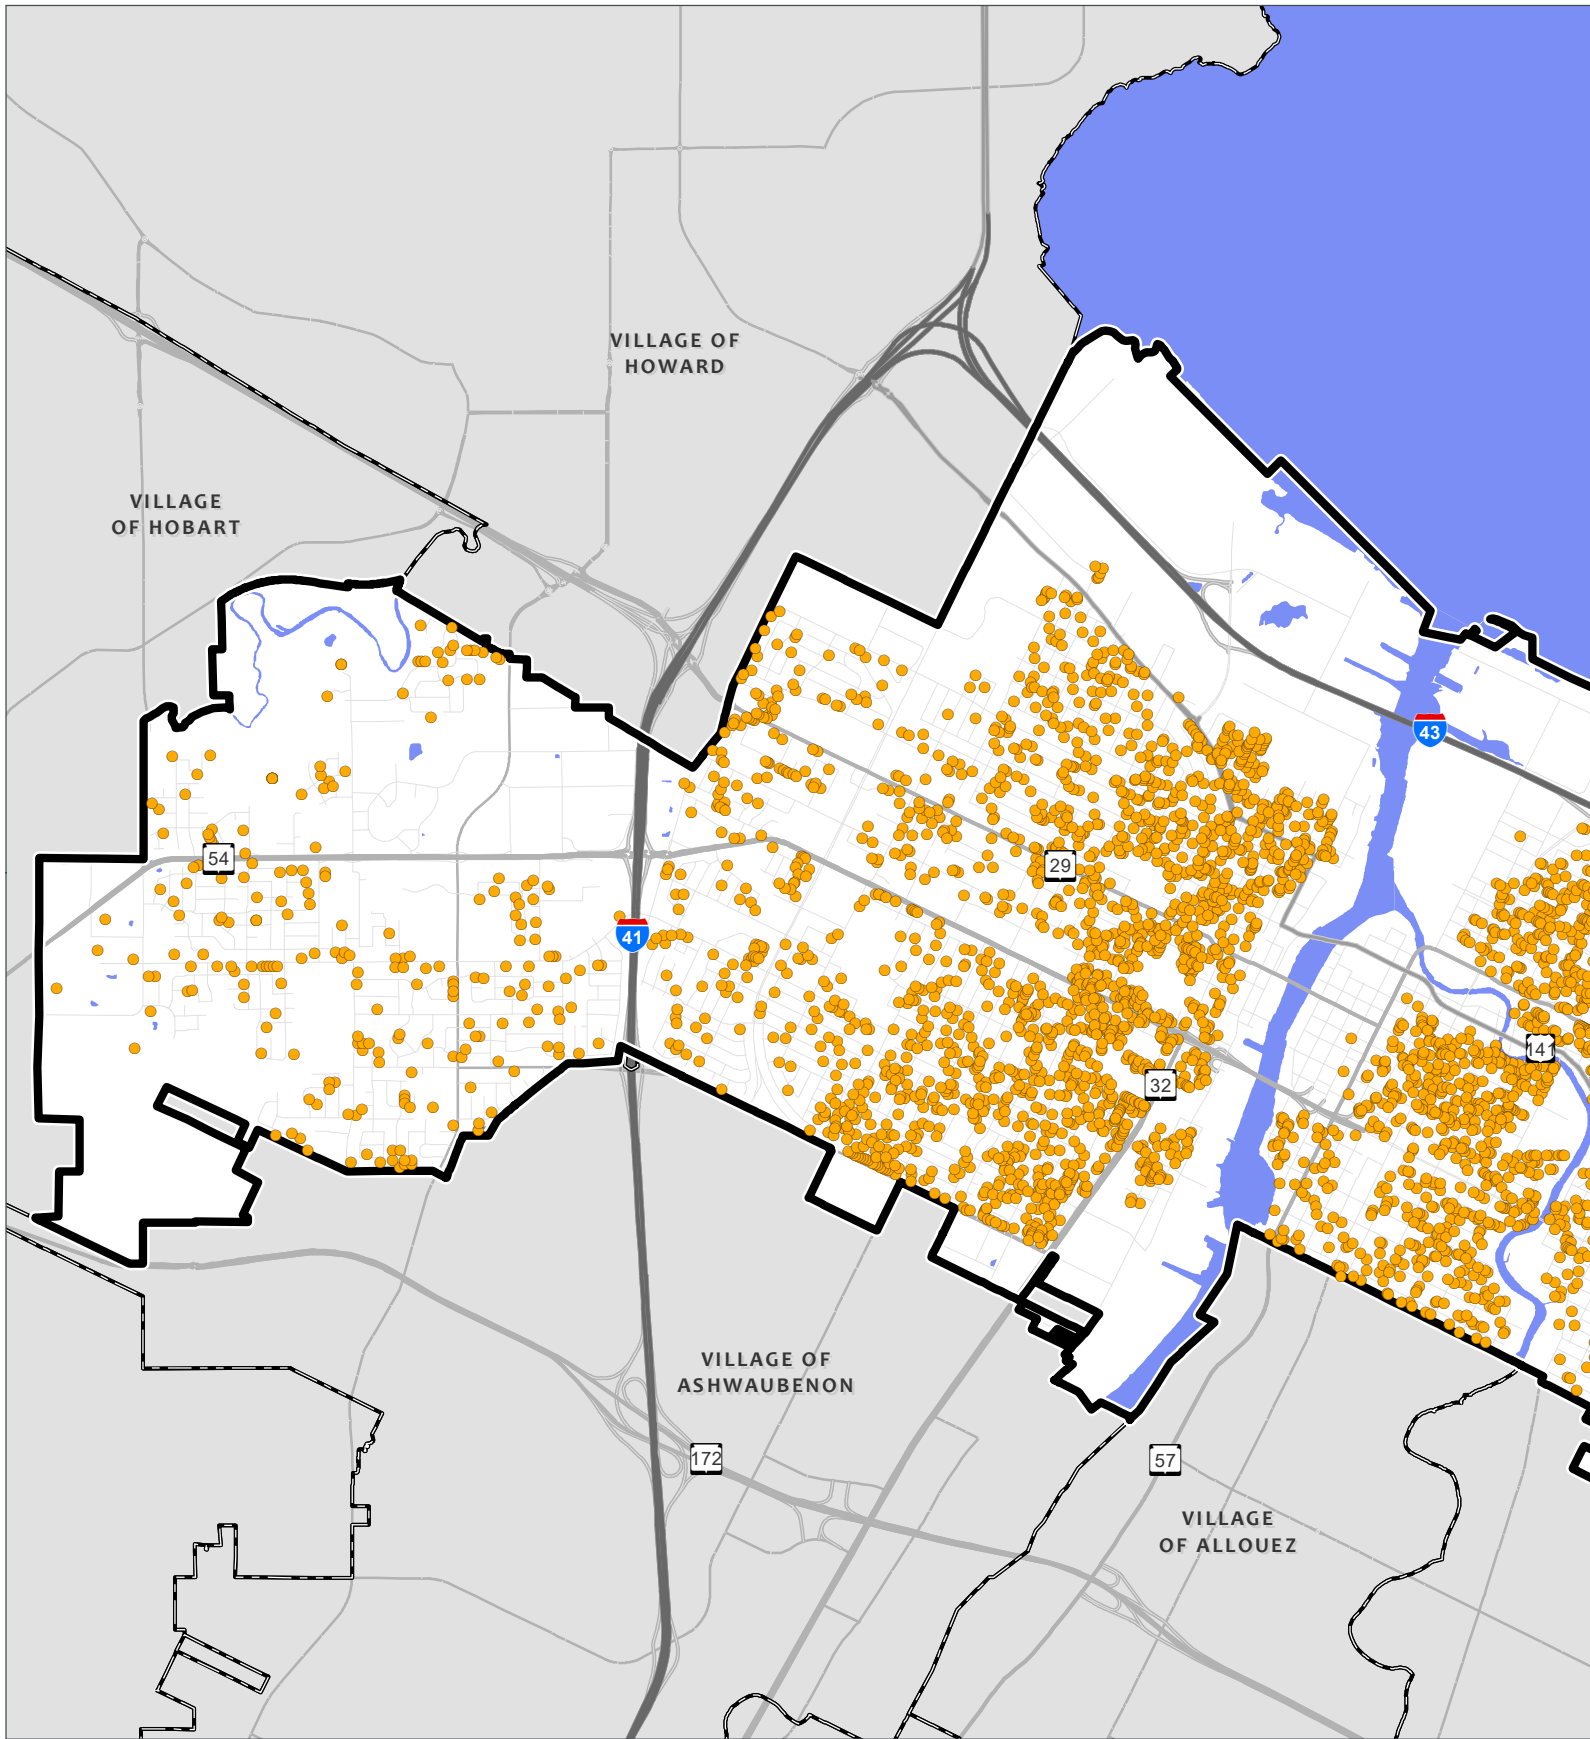 VILLAGE OF
HOWARD
VILLAGE
OF HOBART
43
54
29
41
141
32
VILLAGE OF
ASHWAUBENON
172
57
VILLAGE
OF ALLOUEZ